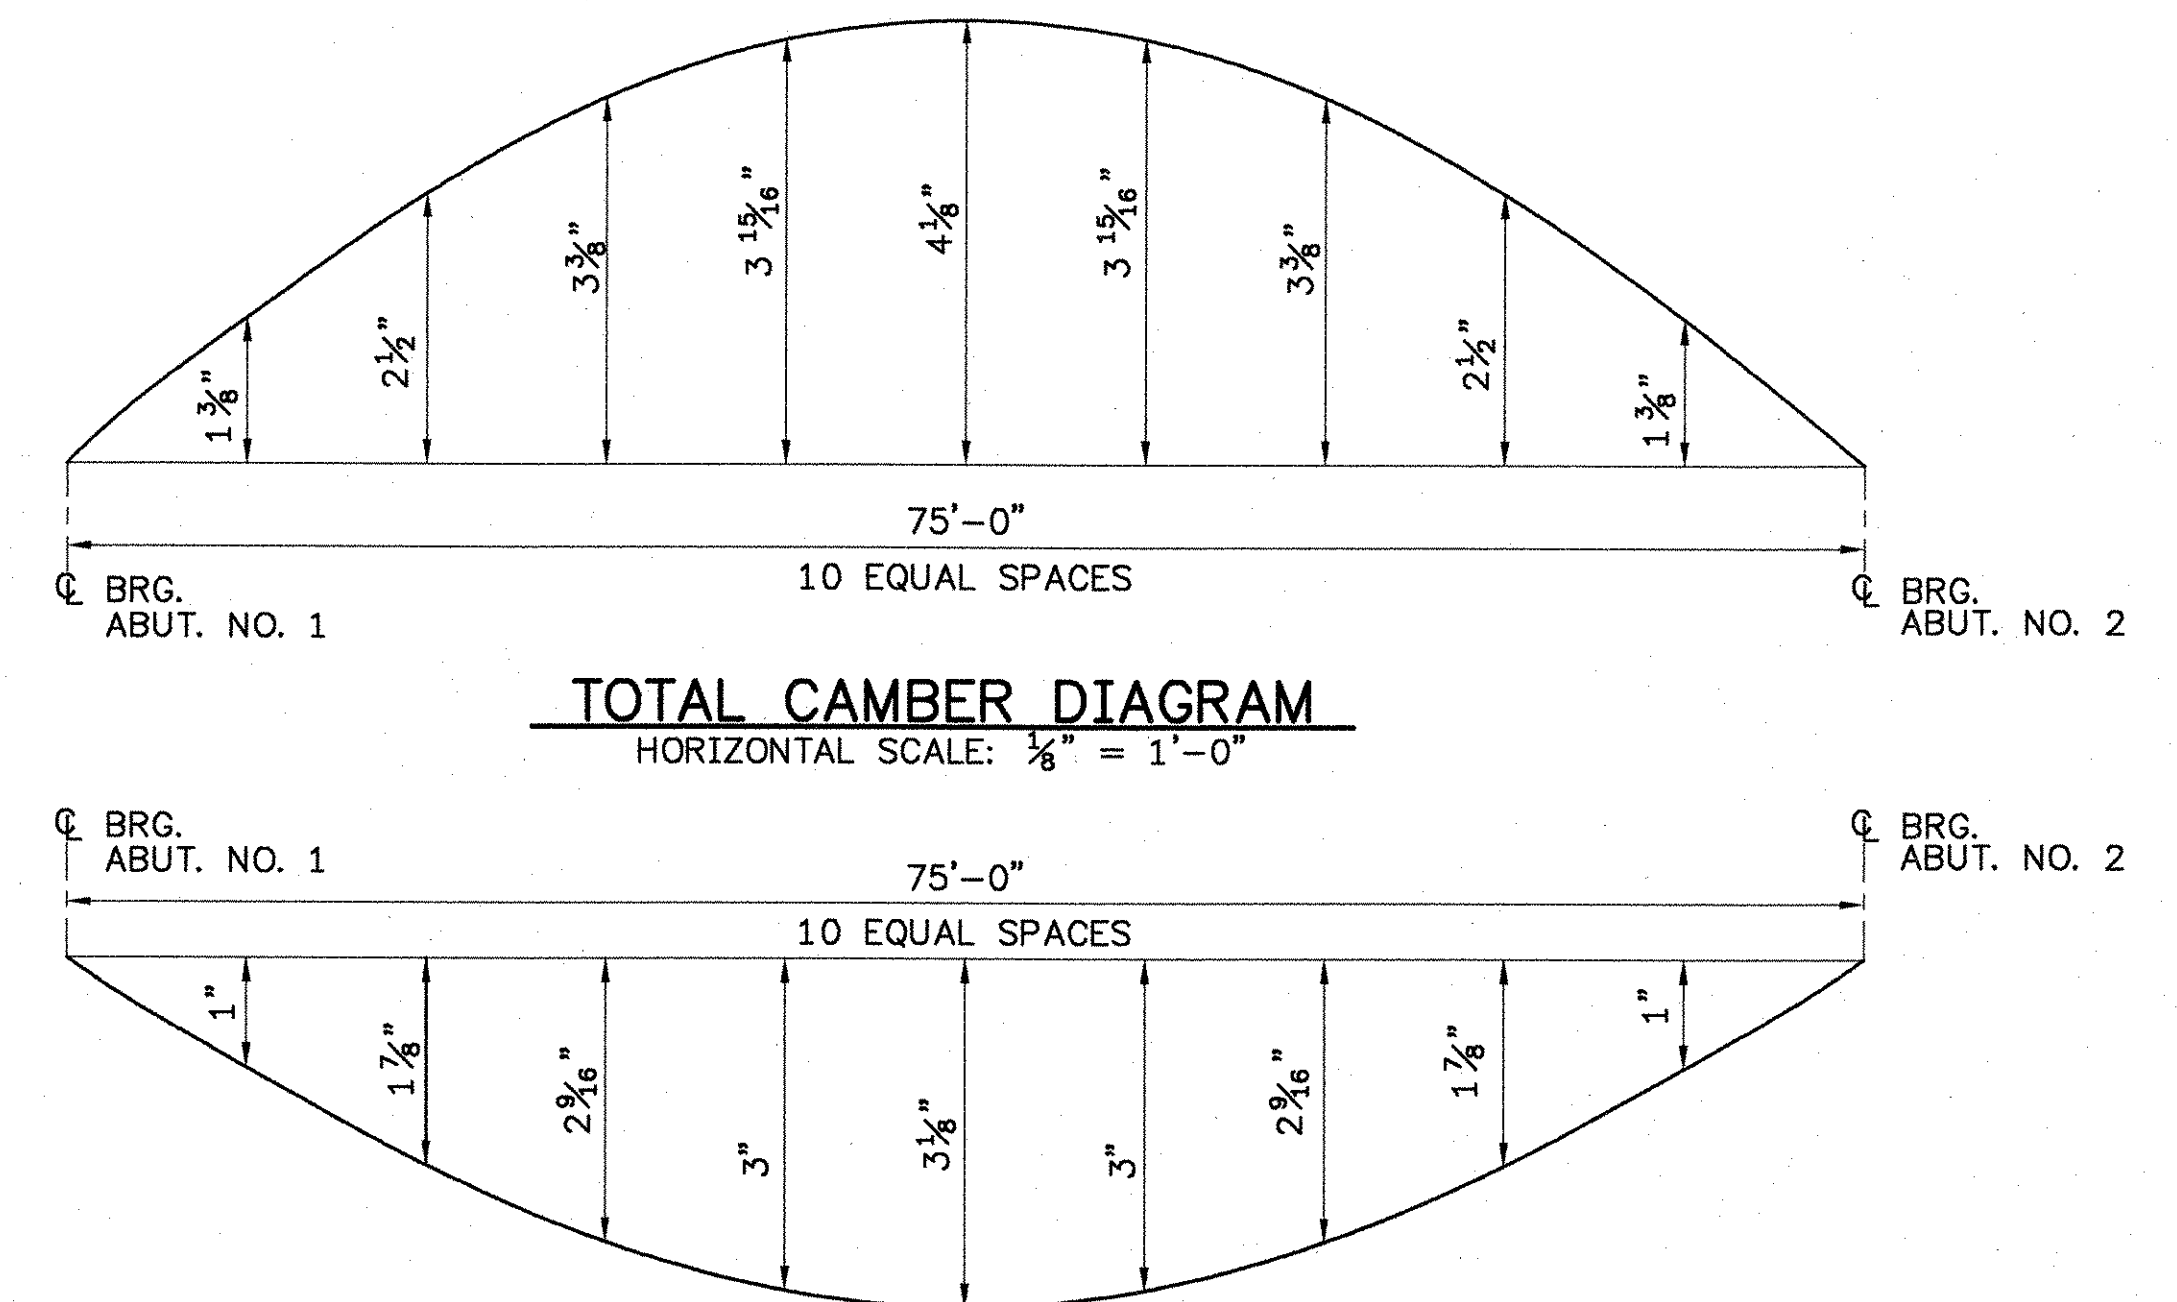 1 3/8"
2 1/2"
3 3/8"
3 15/16"
4 1/8"
3 15/16"
3 3/8"
2 1/2"
1 3/8"
75'-0"
10 EQUAL SPACES
℄ BRG.
ABUT. NO. 1
℄ BRG.
ABUT. NO. 2
TOTAL CAMBER DIAGRAM
HORIZONTAL SCALE: 1/8" = 1'-0"
℄ BRG.
ABUT. NO. 1
℄ BRG.
ABUT. NO. 2
75'-0"
10 EQUAL SPACES
1"
1 7/8"
2 9/16"
3"
3 1/8"
3"
2 9/16"
1 7/8"
1"